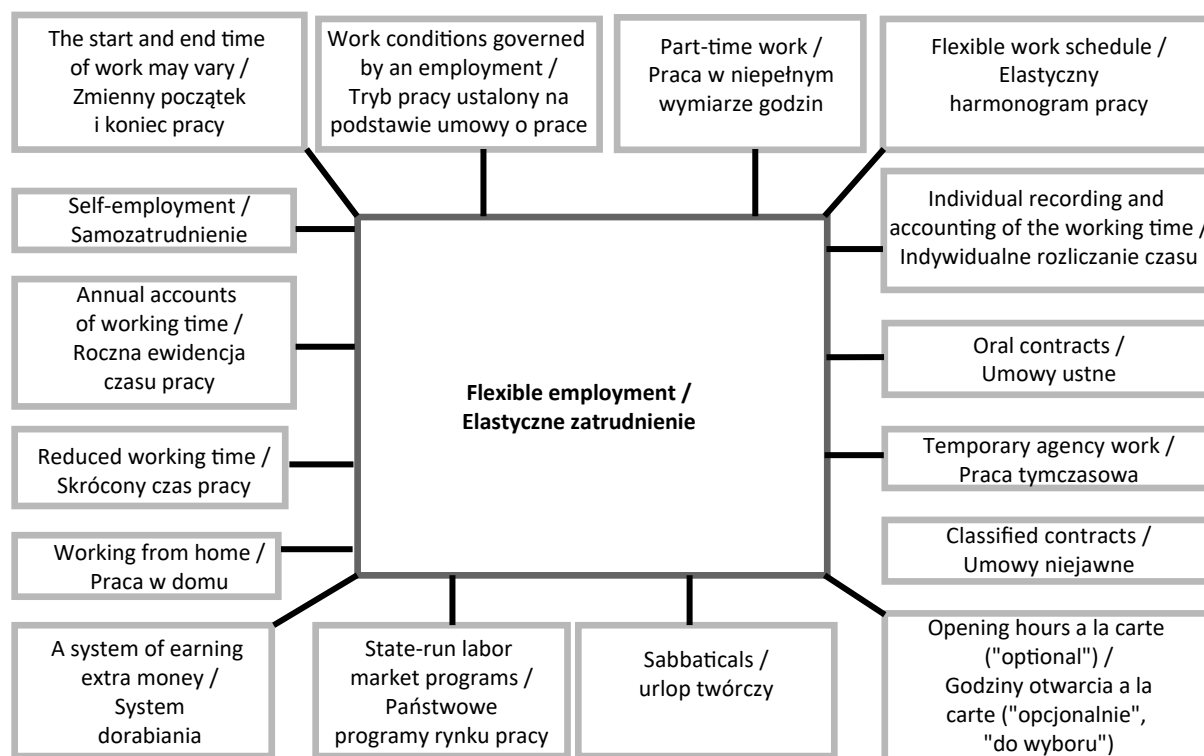 The start and end time
of work may vary /
Zmienny początek
i koniec pracy
Work conditions governed
by an employment /
Tryb pracy ustalony na
podstawie umowy o prace
Part-time work /
Praca w niepełnym
wymiarze godzin
Flexible work schedule /
Elastyczny
harmonogram pracy
Self-employment /
Samozatrudnienie
Individual recording and
accounting of the working time /
Indywidualne rozliczanie czasu
Annual accounts
of working time /
Roczna ewidencja
czasu pracy
Flexible employment /
Elastyczne zatrudnienie
Oral contracts /
Umowy ustne
Reduced working time /
Skrócony czas pracy
Temporary agency work /
Praca tymczasowa
Working from home /
Praca w domu
Classified contracts /
Umowy niejawne
A system of earning
extra money /
System
dorabiania
State-run labor
market programs /
Państwowe
programy rynku pracy
Sabbaticals /
urlop twórczy
Opening hours a la carte
("optional") /
Godziny otwarcia a la
carte ("opcjonalnie",
"do wyboru")